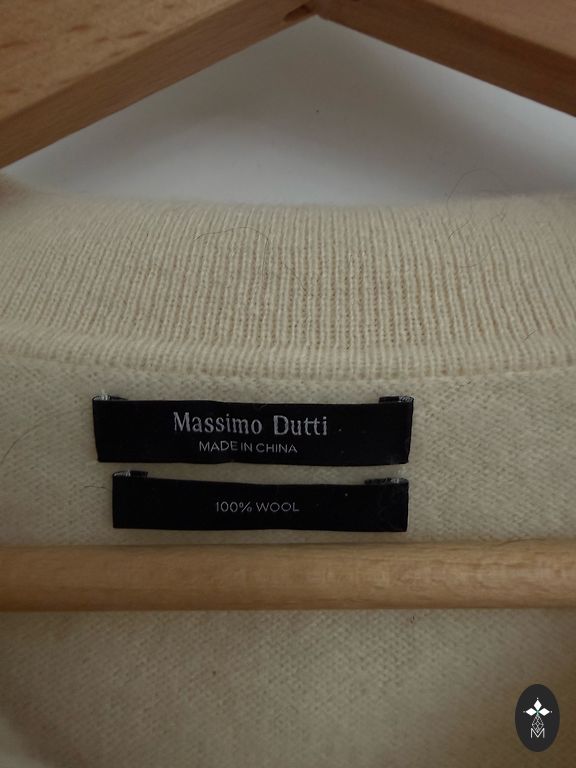 Massimo Dutti
MADE IN CHINA
100% WOOL
M